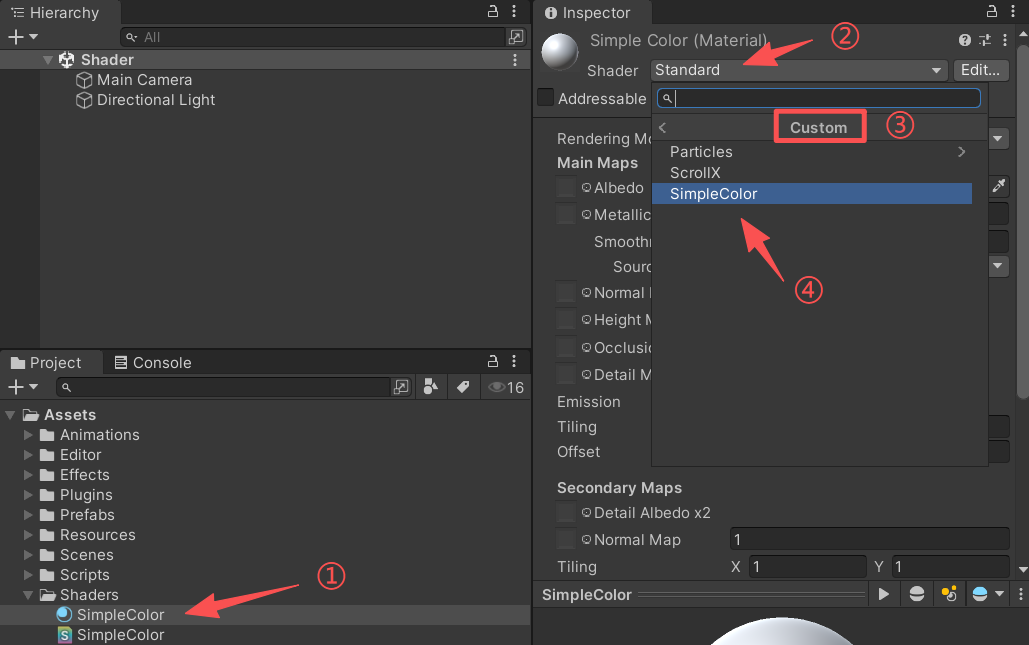 Hierarchy
All
Shader
Main Camera
Directional Light
Project
Console
16
Assets
Animations
Editor
Effects
Plugins
Prefabs
Resources
Scenes
Scripts
Shaders
SimpleColor
①
S SimpleColor
Inspector
Simple Color (Material)
②
Shader Standard Edit...
Addressable
Custom
③
Particles
ScrollX
SimpleColor
④
Rendering Mo
Main Maps
Albedo
Metallic
Smoothn
Sourc
Normal
Height M
Occlusi
Detail M
Emission
Tiling
Offset
Secondary Maps
Detail Albedo x2
Normal Map 1
Tiling X 1 Y 1
SimpleColor